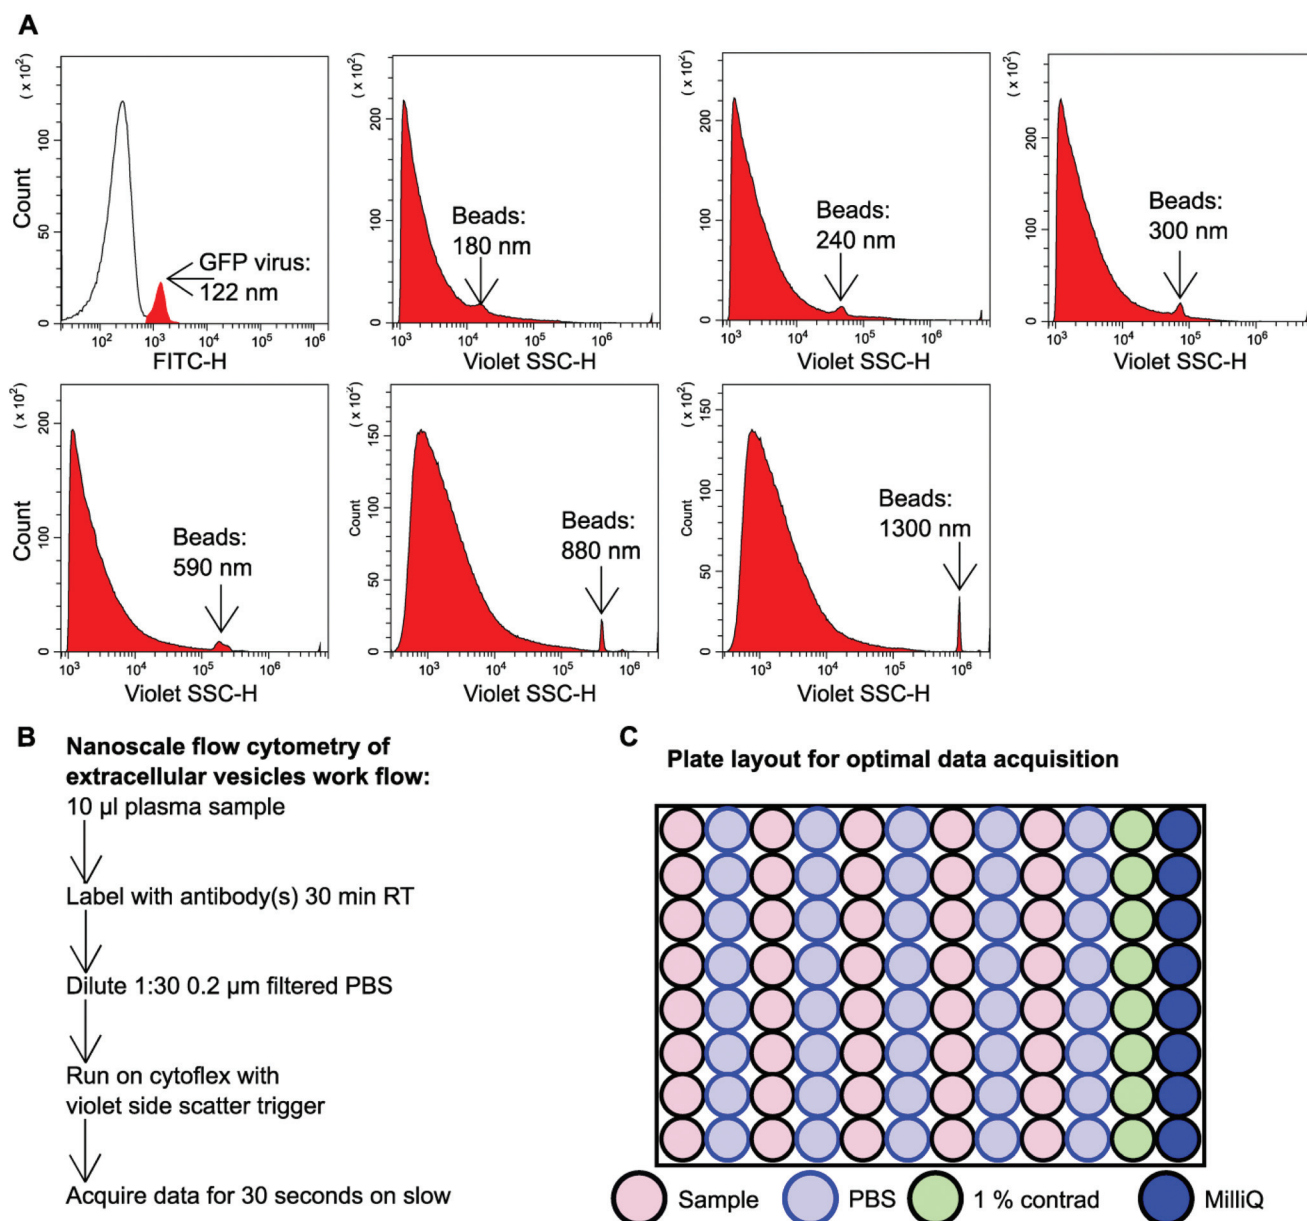 A
( x 10²)
Count
0
50
100
GFP virus:
122 nm
10² 10³ 10⁴ 10⁵ 10⁶
FITC-H
( x 10²)
0
100
200
Beads:
180 nm
10³ 10⁴ 10⁵ 10⁶
Violet SSC-H
( x 10²)
0
100
200
Beads:
240 nm
10³ 10⁴ 10⁵ 10⁶
Violet SSC-H
( x 10²)
0
100
200
Beads:
300 nm
10³ 10⁴ 10⁵ 10⁶
Violet SSC-H
( x 10²)
Count
0
100
200
Beads:
590 nm
10³ 10⁴ 10⁵ 10⁶
Violet SSC-H
( x 10²)
Count
0
50
100
150
Beads:
880 nm
10³ 10⁴ 10⁵ 10⁶
Violet SSC-H
( x 10²)
Count
0
50
100
150
Beads:
1300 nm
10³ 10⁴ 10⁵ 10⁶
Violet SSC-H
B
Nanoscale flow cytometry of
extracellular vesicles work flow:
10 µl plasma sample
Label with antibody(s) 30 min RT
Dilute 1:30 0.2 µm filtered PBS
Run on cytoflex with
violet side scatter trigger
Acquire data for 30 seconds on slow
C
Plate layout for optimal data acquisition
Sample PBS 1 % contrad MilliQ